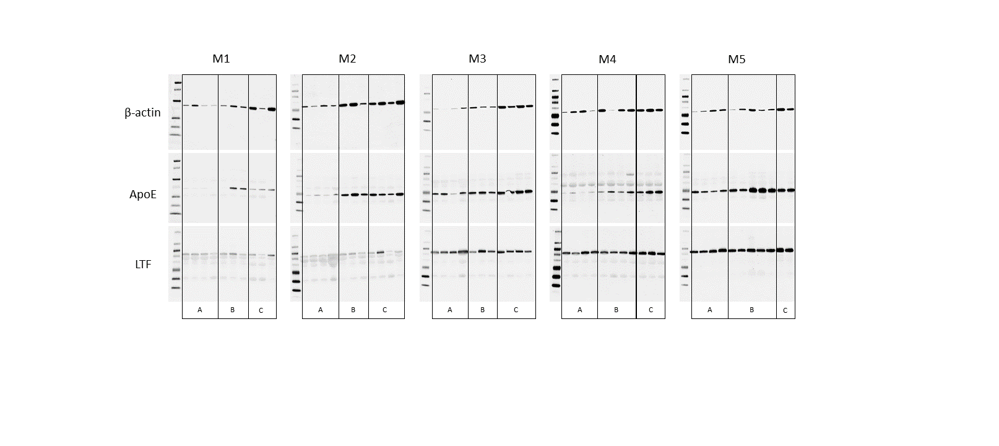 M1 M2 M3 M4 M5
β-actin
ApoE
LTF
A B C A B C A B C A B C A B C